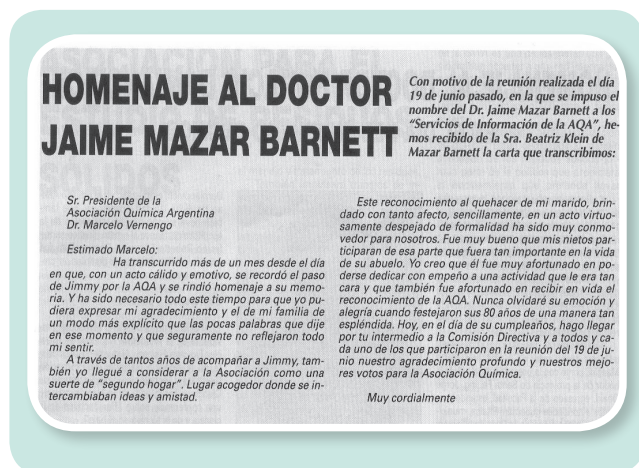 HOMENAJE AL DOCTOR
JAIME MAZAR BARNETT
Con motivo de la reunión realizada el día
19 de junio pasado, en la que se impuso el
nombre del Dr. Jaime Mazar Barnett a los
“Servicios de Información de la AQA”, he-
mos recibido de la Sra. Beatriz Klein de
Mazar Barnett la carta que transcribimos:
Sr. Presidente de la
Asociación Química Argentina
Dr. Marcelo Vernengo
Estimado Marcelo:
Ha transcurrido más de un mes desde el día
en que, con un acto cálido y emotivo, se recordó el paso
de Jimmy por la AQA y se rindió homenaje a su memo-
ria. Y ha sido necesario todo este tiempo para que yo pu-
diera expresar mi agradecimiento y el de mi familia de
un modo más explícito que las pocas palabras que dije
en ese momento y que seguramente no reflejaron todo
mi sentir.
A través de tantos años de acompañar a Jimmy, tam-
bién yo llegué a considerar a la Asociación como una
suerte de “segundo hogar”. Lugar acogedor donde se in-
tercambiaban ideas y amistad.
Este reconocimiento al quehacer de mi marido, brin-
dado con tanto afecto, sencillamente, en un acto virtuo-
samente despejado de formalidad ha sido muy conmo-
vedor para nosotros. Fue muy bueno que mis nietos par-
ticiparan de esa parte que fuera tan importante en la vida
de su abuelo. Yo creo que él fue muy afortunado en po-
derse dedicar con empeño a una actividad que le era tan
cara y que también fue afortunado en recibir en vida el
reconocimiento de la AQA. Nunca olvidaré su emoción y
alegría cuando festejaron sus 80 años de una manera tan
espléndida. Hoy, en el día de su cumpleaños, hago llegar
por tu intermedio a la Comisión Directiva y a todos y ca-
da uno de los que participaron en la reunión del 19 de ju-
nio nuestro agradecimiento profundo y nuestros mejo-
res votos para la Asociación Química.
Muy cordialmente